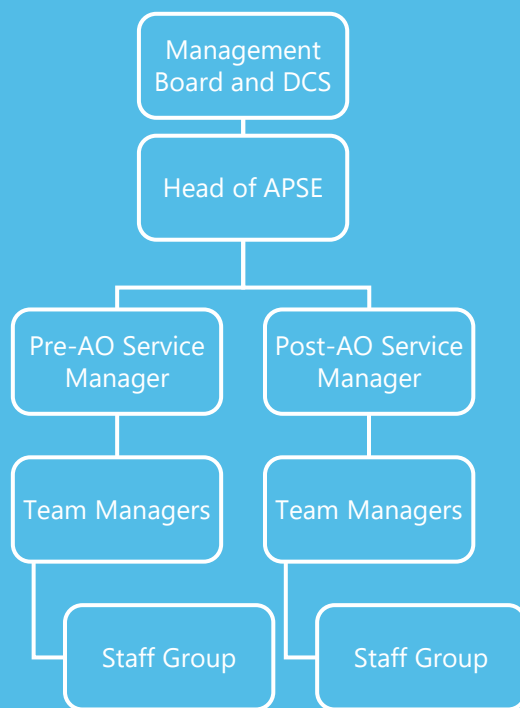 Management
Board and DCS
Head of APSE
Pre-AO Service
Manager
Post-AO Service
Manager
Team Managers
Team Managers
Staff Group
Staff Group